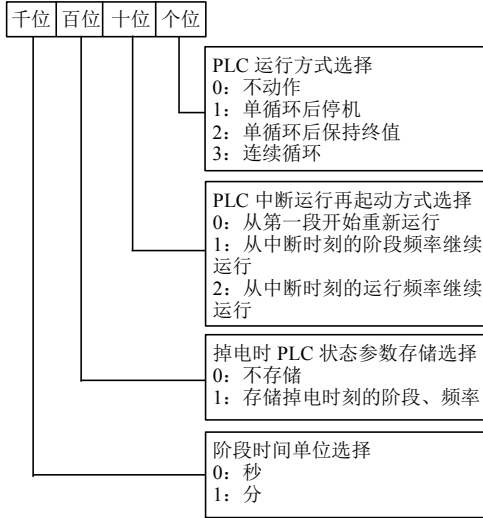 千位 百位 十位 个位
PLC 运行方式选择
0：不动作
1：单循环后停机
2：单循环后保持终值
3：连续循环
PLC 中断运行再起动方式选择
0：从第一段开始重新运行
1：从中断时刻的阶段频率继续
运行
2：从中断时刻的运行频率继续
运行
掉电时 PLC 状态参数存储选择
0：不存储
1：存储掉电时刻的阶段、频率
阶段时间单位选择
0：秒
1：分